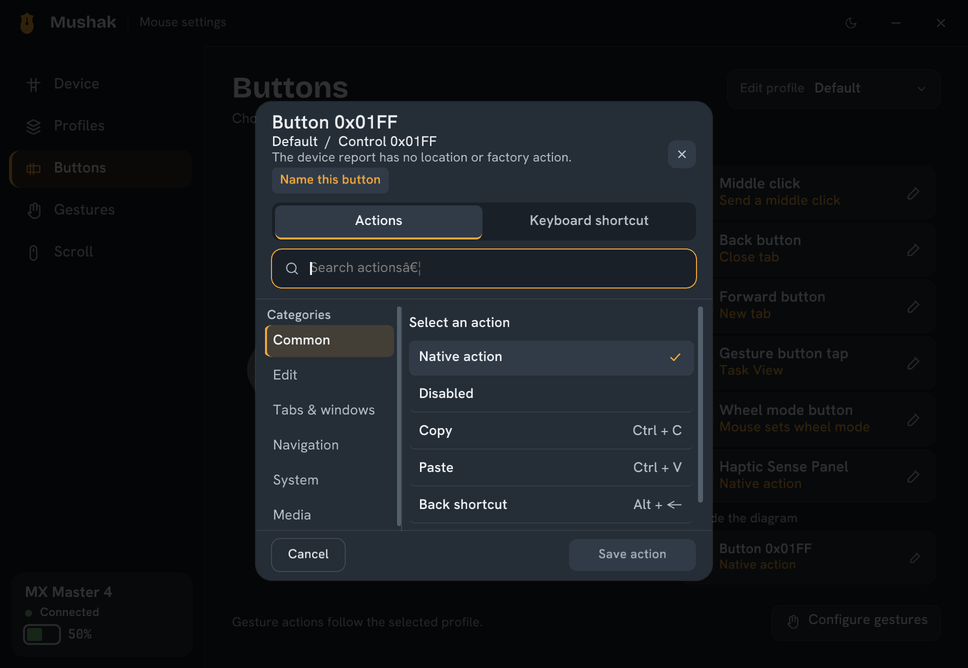 Mushak
Mouse settings
Device
Profiles
Buttons
Gestures
Scroll
MX Master 4
Connected
50%
Buttons
Edit profile Default
Button 0x01FF
Default / Control 0x01FF
The device report has no location or factory action.
Name this button
Actions
Keyboard shortcut
Search actionsâ€¦
Categories
Common
Edit
Tabs & windows
Navigation
System
Media
Select an action
Native action
Disabled
Copy Ctrl + C
Paste Ctrl + V
Back shortcut Alt + ←
Cancel
Save action
Middle click
Send a middle click
Back button
Close tab
Forward button
New tab
Gesture button tap
Task View
Wheel mode button
Mouse sets wheel mode
Haptic Sense Panel
Native action
the diagram
Button 0x01FF
Native action
Gesture actions follow the selected profile.
Configure gestures